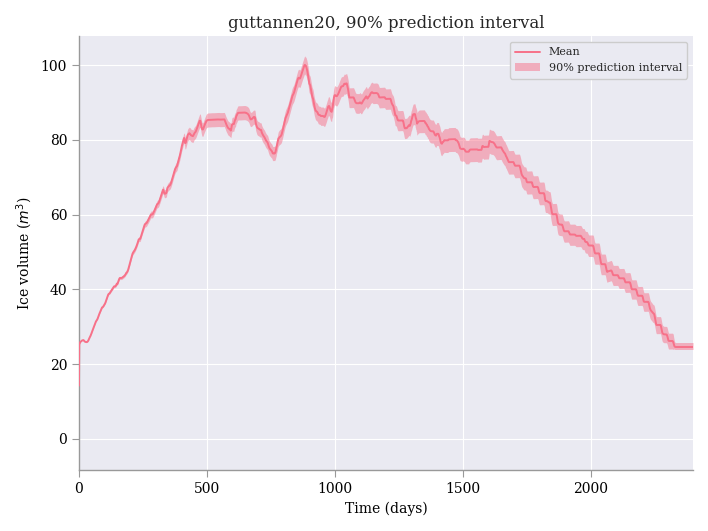 guttannen20, 90% prediction interval
Mean
90% prediction interval
100
80
60
40
20
0
Ice volume (m³)
0 500 1000 1500 2000
Time (days)